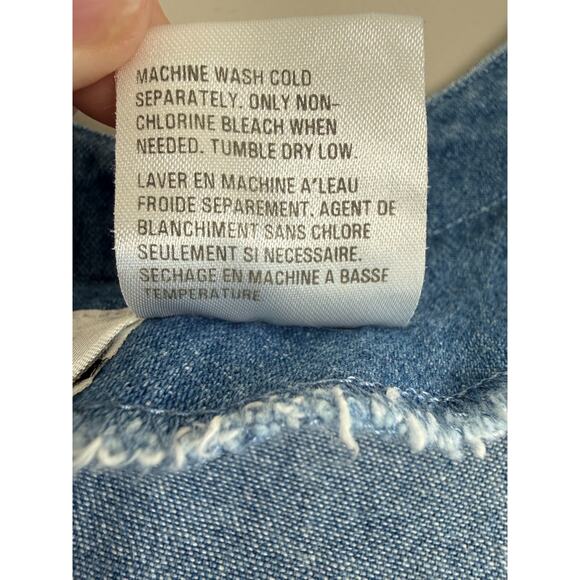 MACHINE WASH COLD
SEPARATELY. ONLY NON-
CHLORINE BLEACH WHEN
NEEDED. TUMBLE DRY LOW.
LAVER EN MACHINE A'LEAU
FROIDE SEPAREMENT. AGENT DE
BLANCHIMENT SANS CHLORE
SEULEMENT SI NECESSAIRE.
SECHAGE EN MACHINE A BASSE
TEMPERATURE